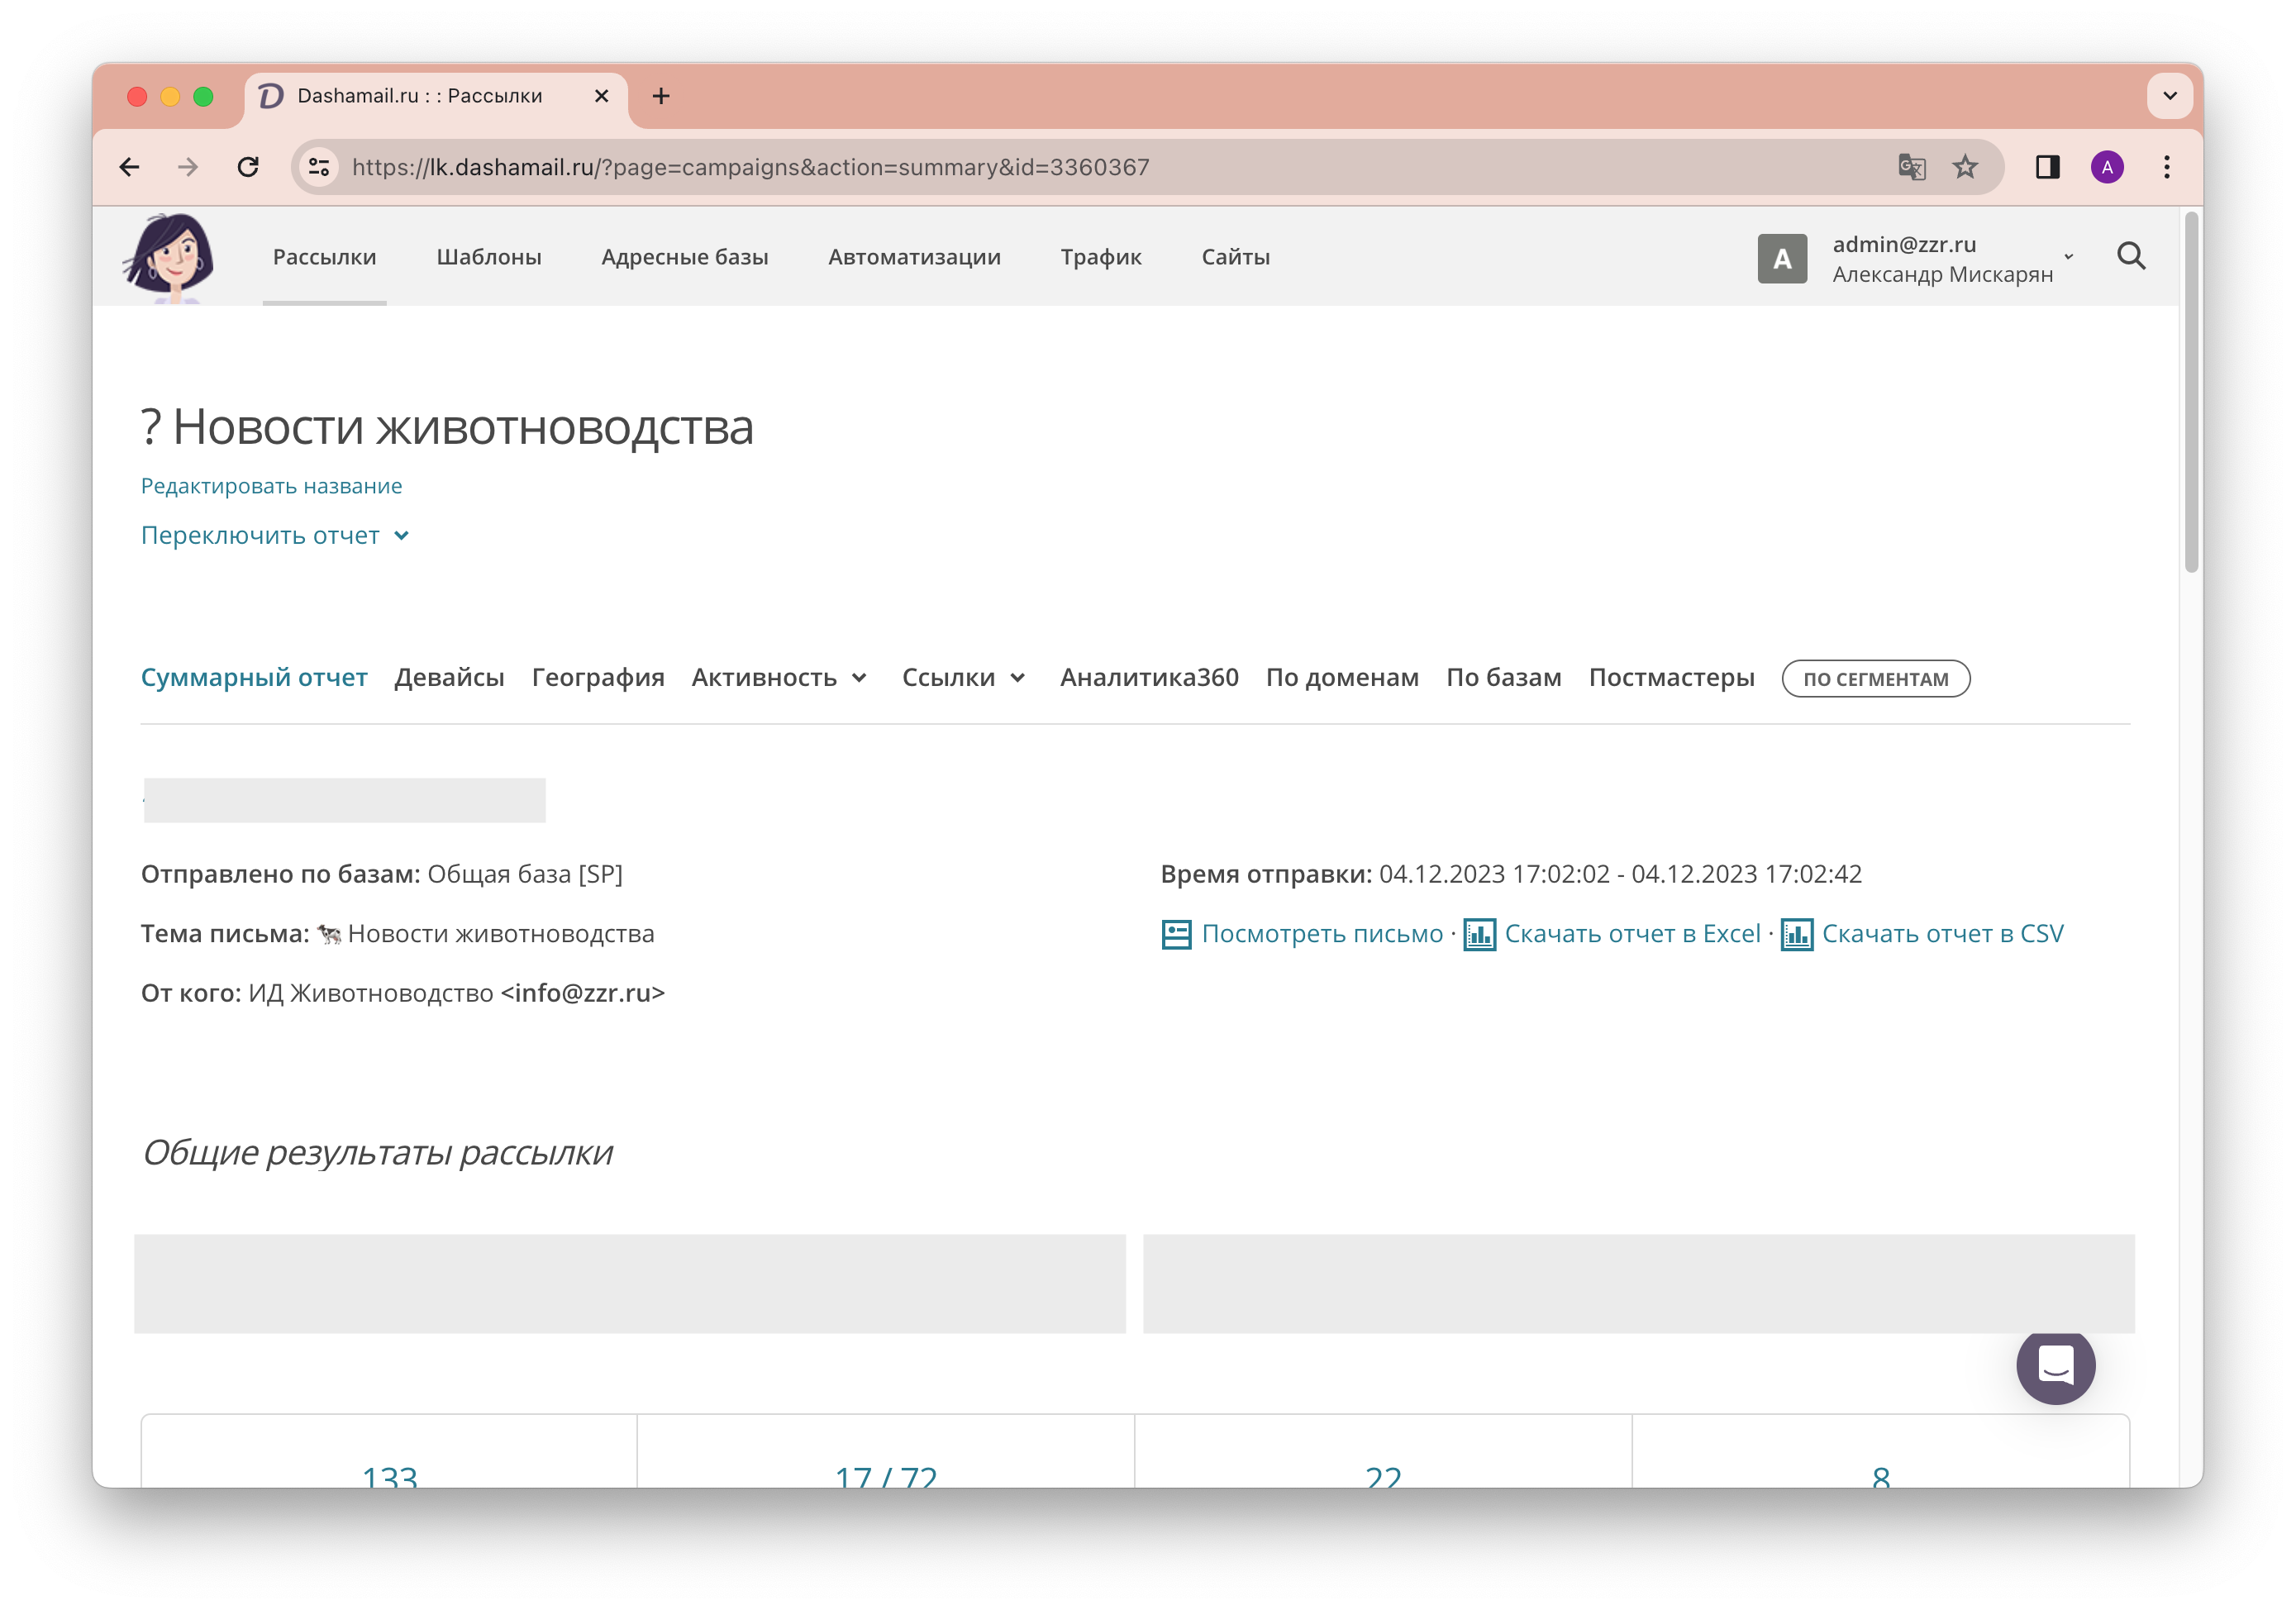 Dashamail.ru : : Рассылки
https://lk.dashamail.ru/?page=campaigns&action=summary&id=3360367
A
Рассылки Шаблоны Адресные базы Автоматизации Трафик Сайты
A
admin@zzr.ru
Александр Мискарян
? Новости животноводства
Редактировать название
Переключить отчет
Суммарный отчет Девайсы География Активность Ссылки Аналитика360 По доменам По базам Постмастеры ПО СЕГМЕНТАМ
Отправлено по базам: Общая база [SP]
Время отправки: 04.12.2023 17:02:02 - 04.12.2023 17:02:42
Тема письма: 🐄 Новости животноводства
Посмотреть письмо · Скачать отчет в Excel · Скачать отчет в CSV
От кого: ИД Животноводство <info@zzr.ru>
Общие результаты рассылки
133 17 / 72 22 8